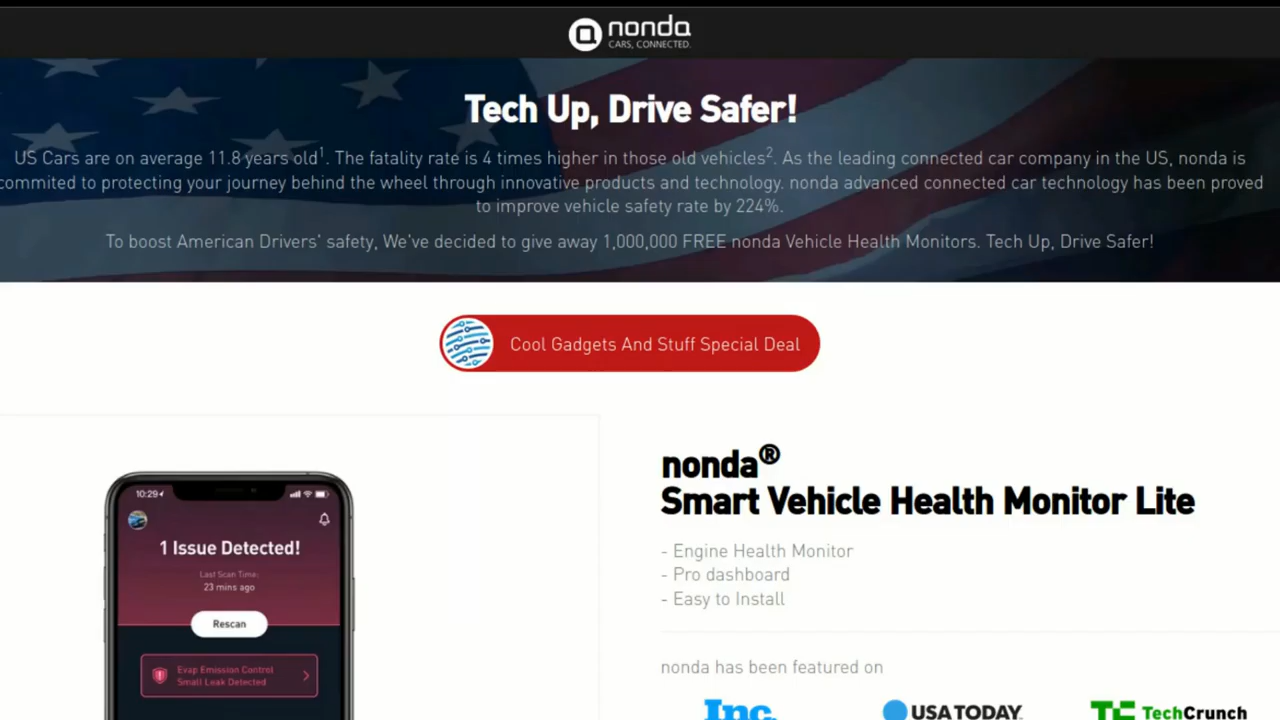 nonda
CARS, CONNECTED.
Tech Up, Drive Safer!
US Cars are on average 11.8 years old1. The fatality rate is 4 times higher in those old vehicles2. As the leading connected car company in the US, nonda is
commited to protecting your journey behind the wheel through innovative products and technology. nonda advanced connected car technology has been proved
to improve vehicle safety rate by 224%.
To boost American Drivers' safety, We've decided to give away 1,000,000 FREE nonda Vehicle Health Monitors. Tech Up, Drive Safer!
Cool Gadgets And Stuff Special Deal
10:29
1 Issue Detected!
Last Scan Time:
23 mins ago
Rescan
Evap Emission Control
Small Leak Detected
nonda®
Smart Vehicle Health Monitor Lite
- Engine Health Monitor
- Pro dashboard
- Easy to Install
nonda has been featured on
Inc.
USA TODAY
TechCrunch